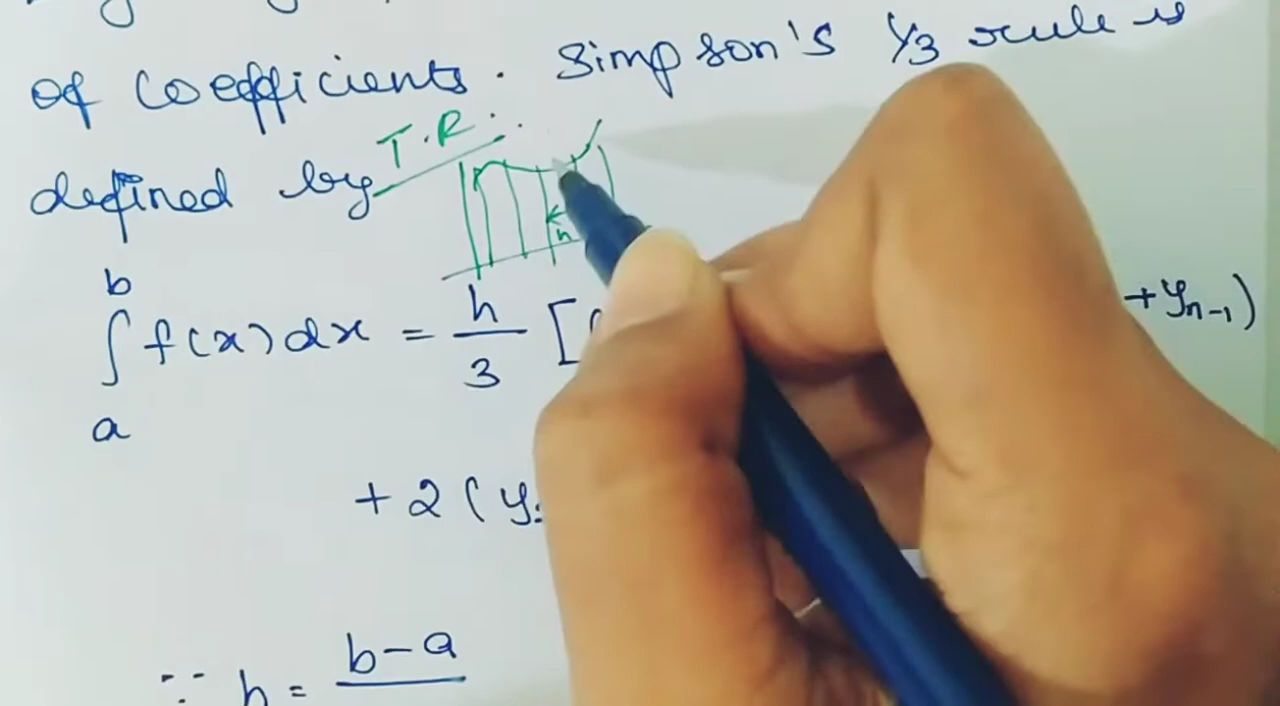 of coefficients. Simpson's 1/3 rule is
defined by T.R.
h
b
∫ f(x) dx = h/3 [ + yn-1)
a
+ 2 (y
∵ h = b-a